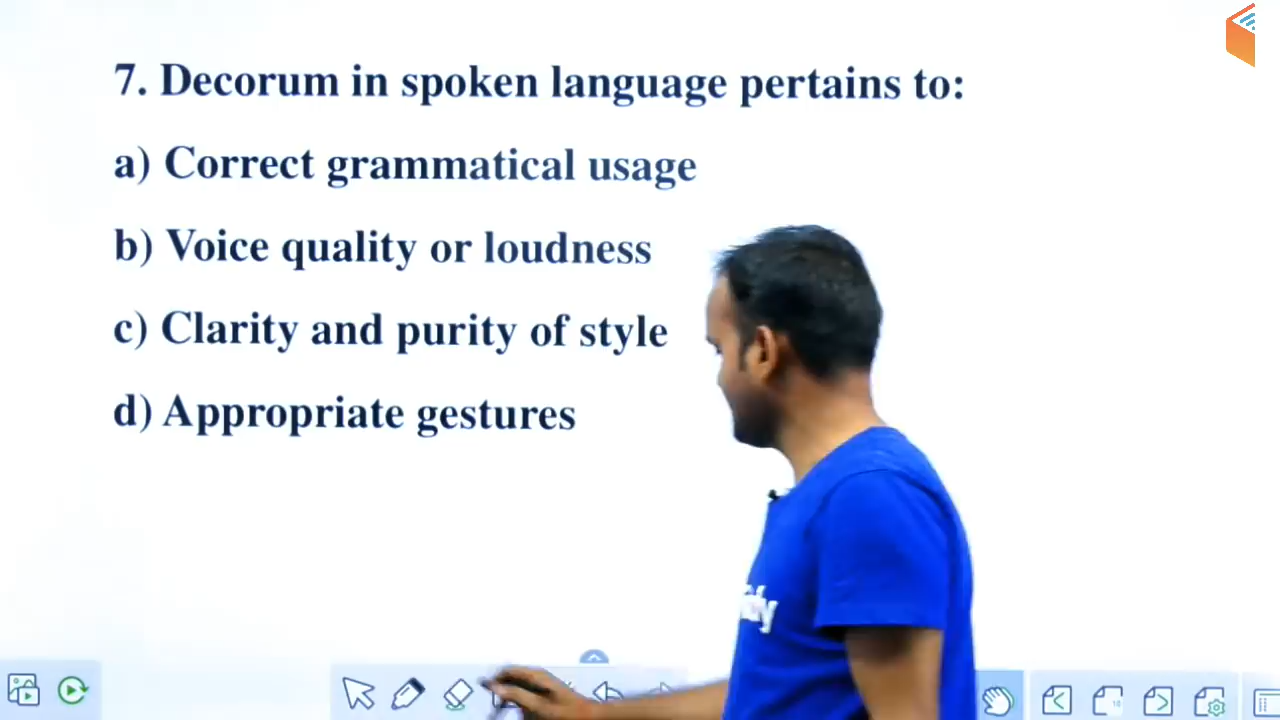 7. Decorum in spoken language pertains to:
a) Correct grammatical usage
b) Voice quality or loudness
c) Clarity and purity of style
d) Appropriate gestures